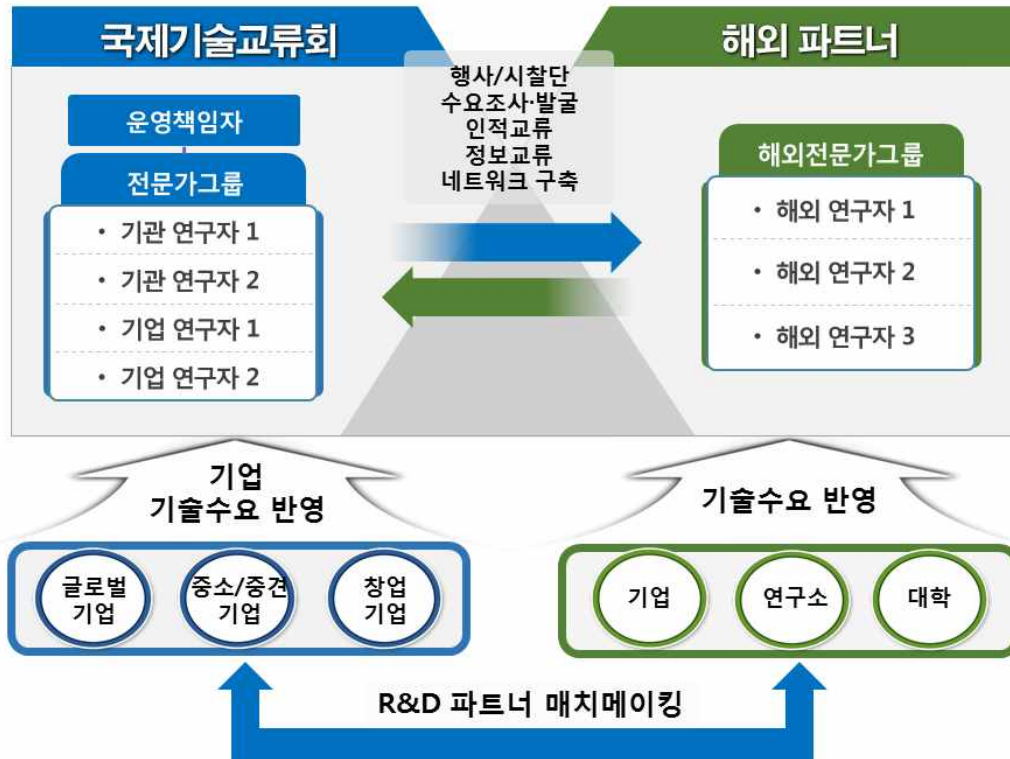 국제기술교류회
해외 파트너
행사/시찰단
수요조사·발굴
인적교류
정보교류
네트워크 구축
운영책임자
전문가그룹
• 기관 연구자 1
• 기관 연구자 2
• 기업 연구자 1
• 기업 연구자 2
해외전문가그룹
• 해외 연구자 1
• 해외 연구자 2
• 해외 연구자 3
기업
기술수요 반영
기술수요 반영
글로벌
기업
중소/중견
기업
창업
기업
기업
연구소
대학
R&D 파트너 매치메이킹